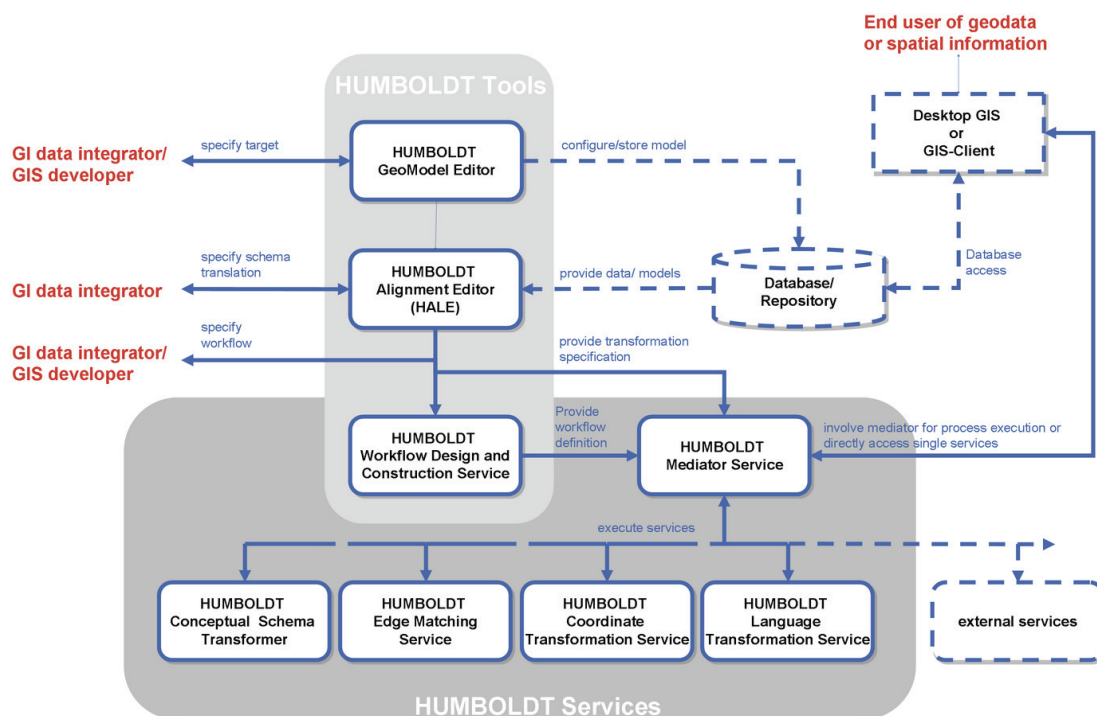 End user of geodata
or spatial information
HUMBOLDT Tools
Desktop GIS
or
GIS-Client
GI data integrator/
GIS developer
specify target
HUMBOLDT
GeoModel Editor
configure/store model
Database
access
GI data integrator
specify schema
translation
HUMBOLDT
Alignment Editor
(HALE)
provide data/ models
Database/
Repository
GI data integrator/
GIS developer
specify
workflow
provide transformation
specification
HUMBOLDT
Workflow Design and
Construction Service
Provide
workflow
definition
HUMBOLDT
Mediator Service
involve mediator for process execution or
directly access single services
execute services
HUMBOLDT
Conceptual Schema
Transformer
HUMBOLDT
Edge Matching
Service
HUMBOLDT
Coordinate
Transformation Service
HUMBOLDT
Language
Transformation Service
external services
HUMBOLDT Services